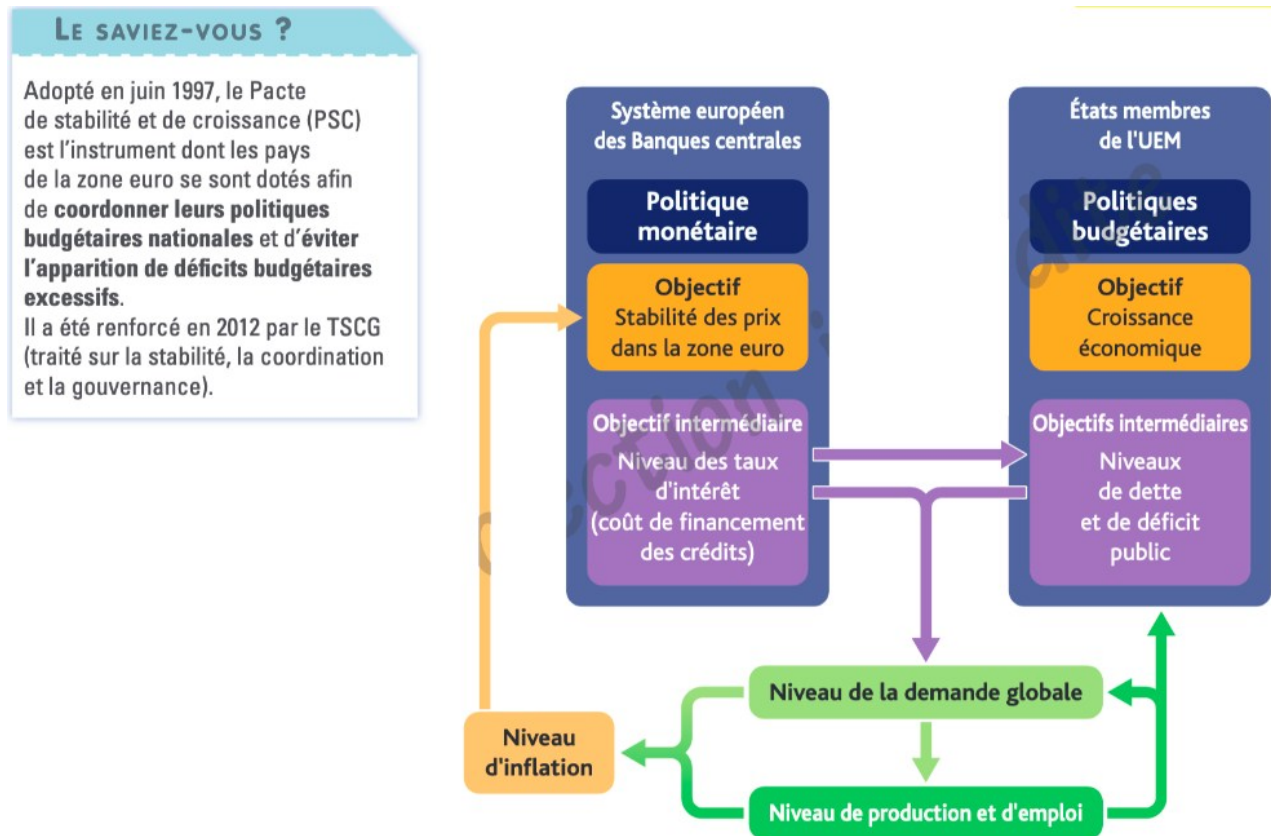 LE SAVIEZ-VOUS ?
Adopté en juin 1997, le Pacte
de stabilité et de croissance (PSC)
est l'instrument dont les pays
de la zone euro se sont dotés afin
de coordonner leurs politiques
budgétaires nationales et d'éviter
l'apparition de déficits budgétaires
excessifs.
Il a été renforcé en 2012 par le TSCG
(traité sur la stabilité, la coordination
et la gouvernance).
Système européen
des Banques centrales
Politique
monétaire
Objectif
Stabilité des prix
dans la zone euro
Objectif intermédiaire
Niveau des taux
d'intérêt
(coût de financement
des crédits)
États membres
de l'UEM
Politiques
budgétaires
Objectif
Croissance
économique
Objectifs intermédiaires
Niveaux
de dette
et de déficit
public
Niveau de la demande globale
Niveau
d'inflation
Niveau de production et d'emploi